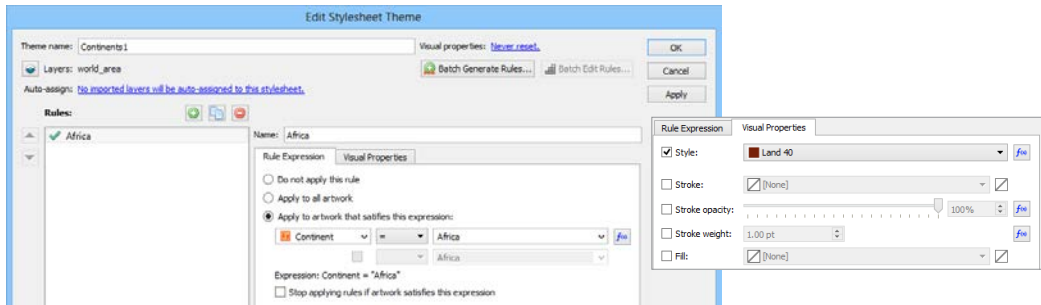 Edit Stylesheet Theme
Theme name: Continents1
Visual properties: Never reset.
OK
Layers: world_area
Batch Generate Rules...
Batch Edit Rules...
Cancel
Auto-assign: No imported layers will be auto-assigned to this stylesheet.
Apply
Rules:
Africa
Name: Africa
Rule Expression
Visual Properties
Do not apply this rule
Apply to all artwork
Apply to artwork that satifies this expression:
Continent = Africa
Africa
Expression: Continent = "Africa"
Stop applying rules if artwork satisfies this expression
Rule Expression
Visual Properties
Style: Land 40
Stroke: [None]
Stroke opacity: 100%
Stroke weight: 1.00 pt
Fill: [None]